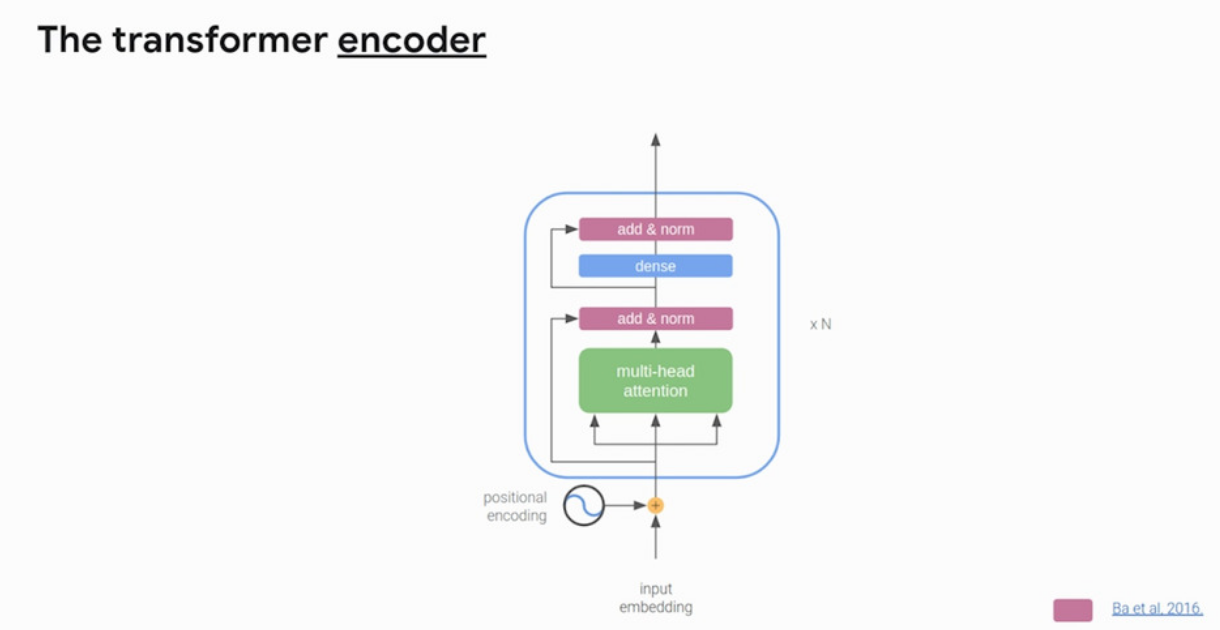 The transformer encoder
add & norm
dense
add & norm
x N
multi-head
attention
positional
encoding
+
input
embedding
Ba et al, 2016.